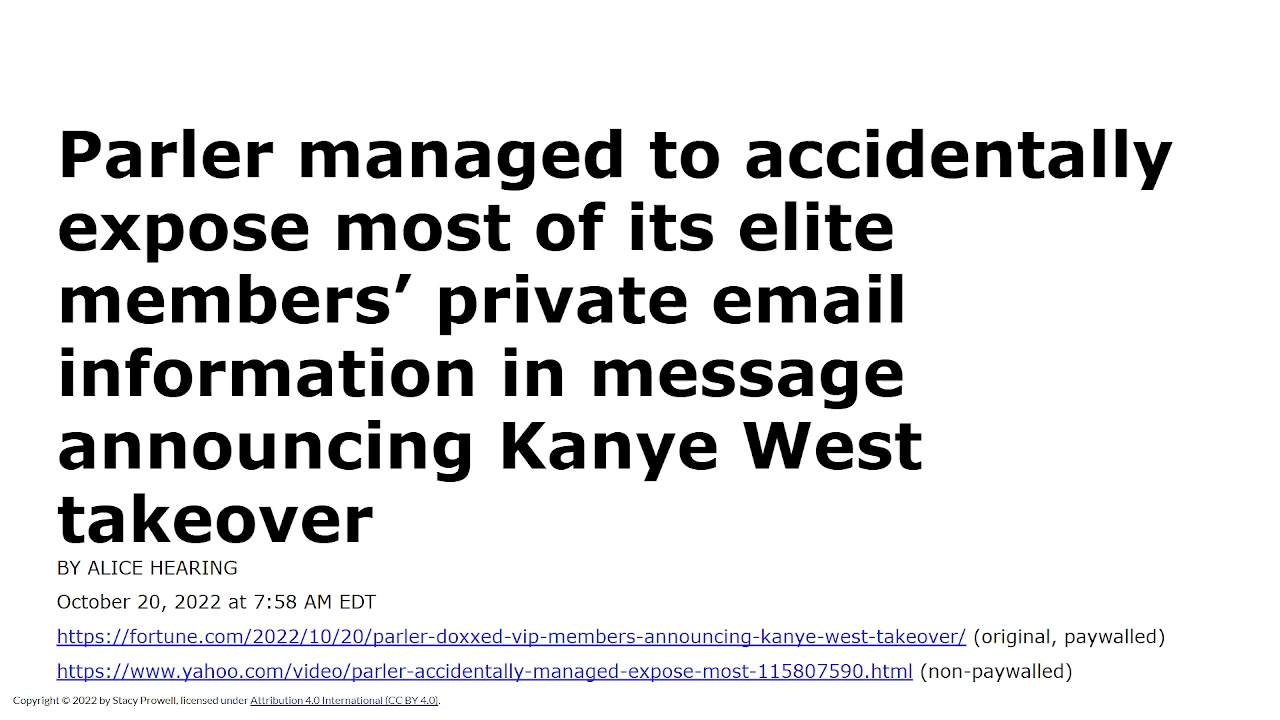 Parler managed to accidentally
expose most of its elite
members’ private email
information in message
announcing Kanye West
takeover
BY ALICE HEARING
October 20, 2022 at 7:58 AM EDT
https://fortune.com/2022/10/20/parler-doxxed-vip-members-announcing-kanye-west-takeover/ (original, paywalled)
https://www.yahoo.com/video/parler-accidentally-managed-expose-most-115807590.html (non-paywalled)
Copyright © 2022 by Stacy Prowell, licensed under Attribution 4.0 International (CC BY 4.0).